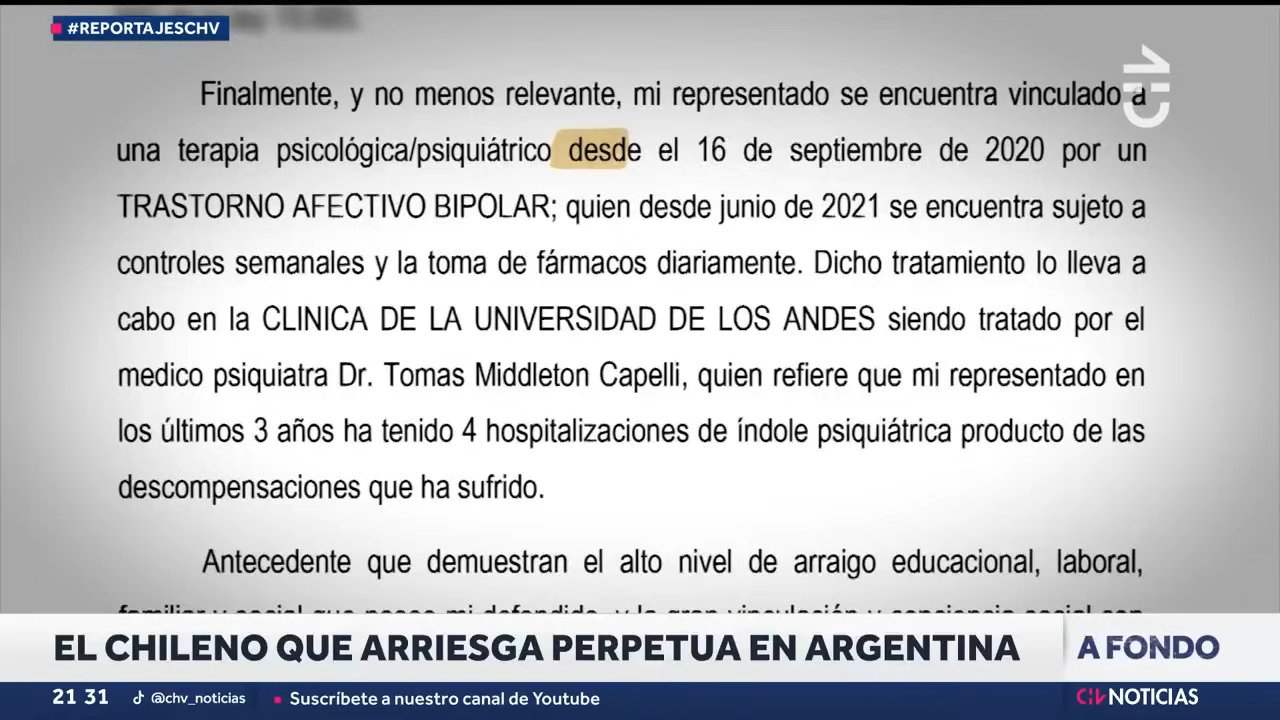 #REPORTAJESCHV
Finalmente, y no menos relevante, mi representado se encuentra vinculado a
una terapia psicológica/psiquiátrico desde el 16 de septiembre de 2020 por un
TRASTORNO AFECTIVO BIPOLAR; quien desde junio de 2021 se encuentra sujeto a
controles semanales y la toma de fármacos diariamente. Dicho tratamiento lo lleva a
cabo en la CLINICA DE LA UNIVERSIDAD DE LOS ANDES siendo tratado por el
medico psiquiatra Dr. Tomas Middleton Capelli, quien refiere que mi representado en
los últimos 3 años ha tenido 4 hospitalizaciones de índole psiquiátrica producto de las
descompensaciones que ha sufrido.
Antecedente que demuestran el alto nivel de arraigo educacional, laboral,
EL CHILENO QUE ARRIESGA PERPETUA EN ARGENTINA
A FONDO
21 31 @chv_noticias Suscríbete a nuestro canal de Youtube
CHV NOTICIAS